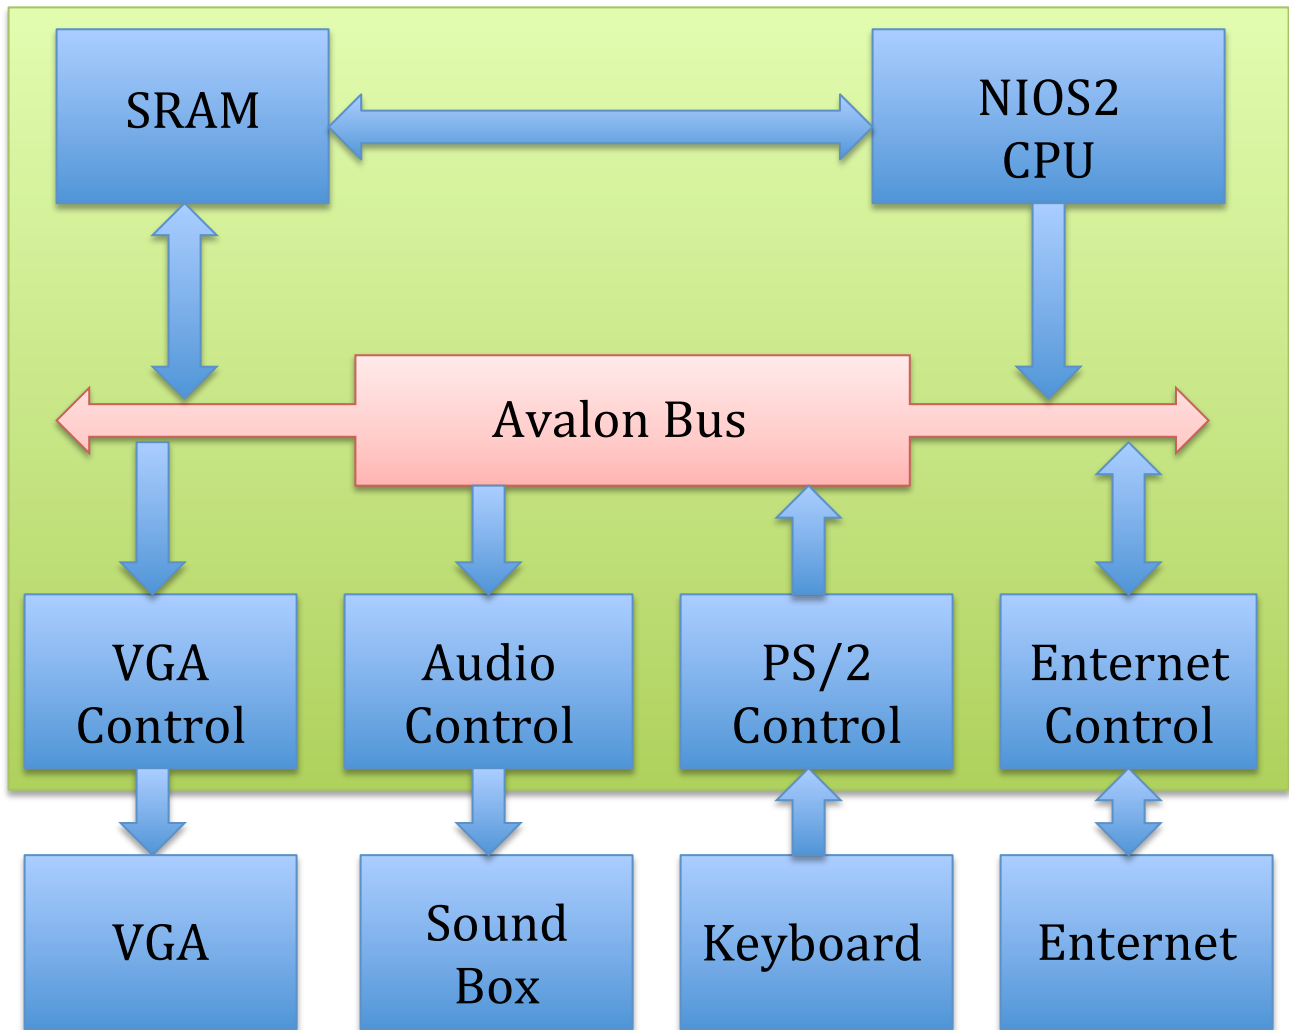 SRAM
NIOS2
CPU
Avalon Bus
VGA
Control
Audio
Control
PS/2
Control
Enternet
Control
VGA
Sound
Box
Keyboard
Enternet